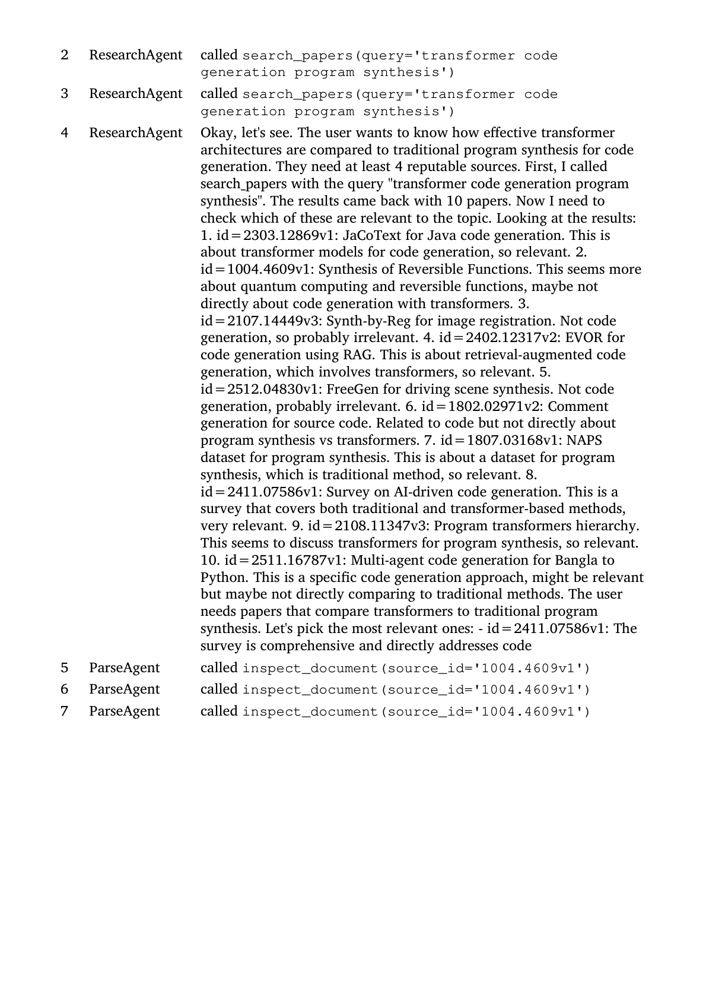 2 ResearchAgent called search_papers(query='transformer code
generation program synthesis')
3 ResearchAgent called search_papers(query='transformer code
generation program synthesis')
4 ResearchAgent Okay, let's see. The user wants to know how effective transformer
architectures are compared to traditional program synthesis for code
generation. They need at least 4 reputable sources. First, I called
search_papers with the query "transformer code generation program
synthesis". The results came back with 10 papers. Now I need to
check which of these are relevant to the topic. Looking at the results:
1. id=2303.12869v1: JaCoText for Java code generation. This is
about transformer models for code generation, so relevant. 2.
id=1004.4609v1: Synthesis of Reversible Functions. This seems more
about quantum computing and reversible functions, maybe not
directly about code generation with transformers. 3.
id=2107.14449v3: Synth-by-Reg for image registration. Not code
generation, so probably irrelevant. 4. id=2402.12317v2: EVOR for
code generation using RAG. This is about retrieval-augmented code
generation, which involves transformers, so relevant. 5.
id=2512.04830v1: FreeGen for driving scene synthesis. Not code
generation, probably irrelevant. 6. id=1802.02971v2: Comment
generation for source code. Related to code but not directly about
program synthesis vs transformers. 7. id=1807.03168v1: NAPS
dataset for program synthesis. This is about a dataset for program
synthesis, which is traditional method, so relevant. 8.
id=2411.07586v1: Survey on AI-driven code generation. This is a
survey that covers both traditional and transformer-based methods,
very relevant. 9. id=2108.11347v3: Program transformers hierarchy.
This seems to discuss transformers for program synthesis, so relevant.
10. id=2511.16787v1: Multi-agent code generation for Bangla to
Python. This is a specific code generation approach, might be relevant
but maybe not directly comparing to traditional methods. The user
needs papers that compare transformers to traditional program
synthesis. Let's pick the most relevant ones: - id=2411.07586v1: The
survey is comprehensive and directly addresses code
5 ParseAgent called inspect_document(source_id='1004.4609v1')
6 ParseAgent called inspect_document(source_id='1004.4609v1')
7 ParseAgent called inspect_document(source_id='1004.4609v1')